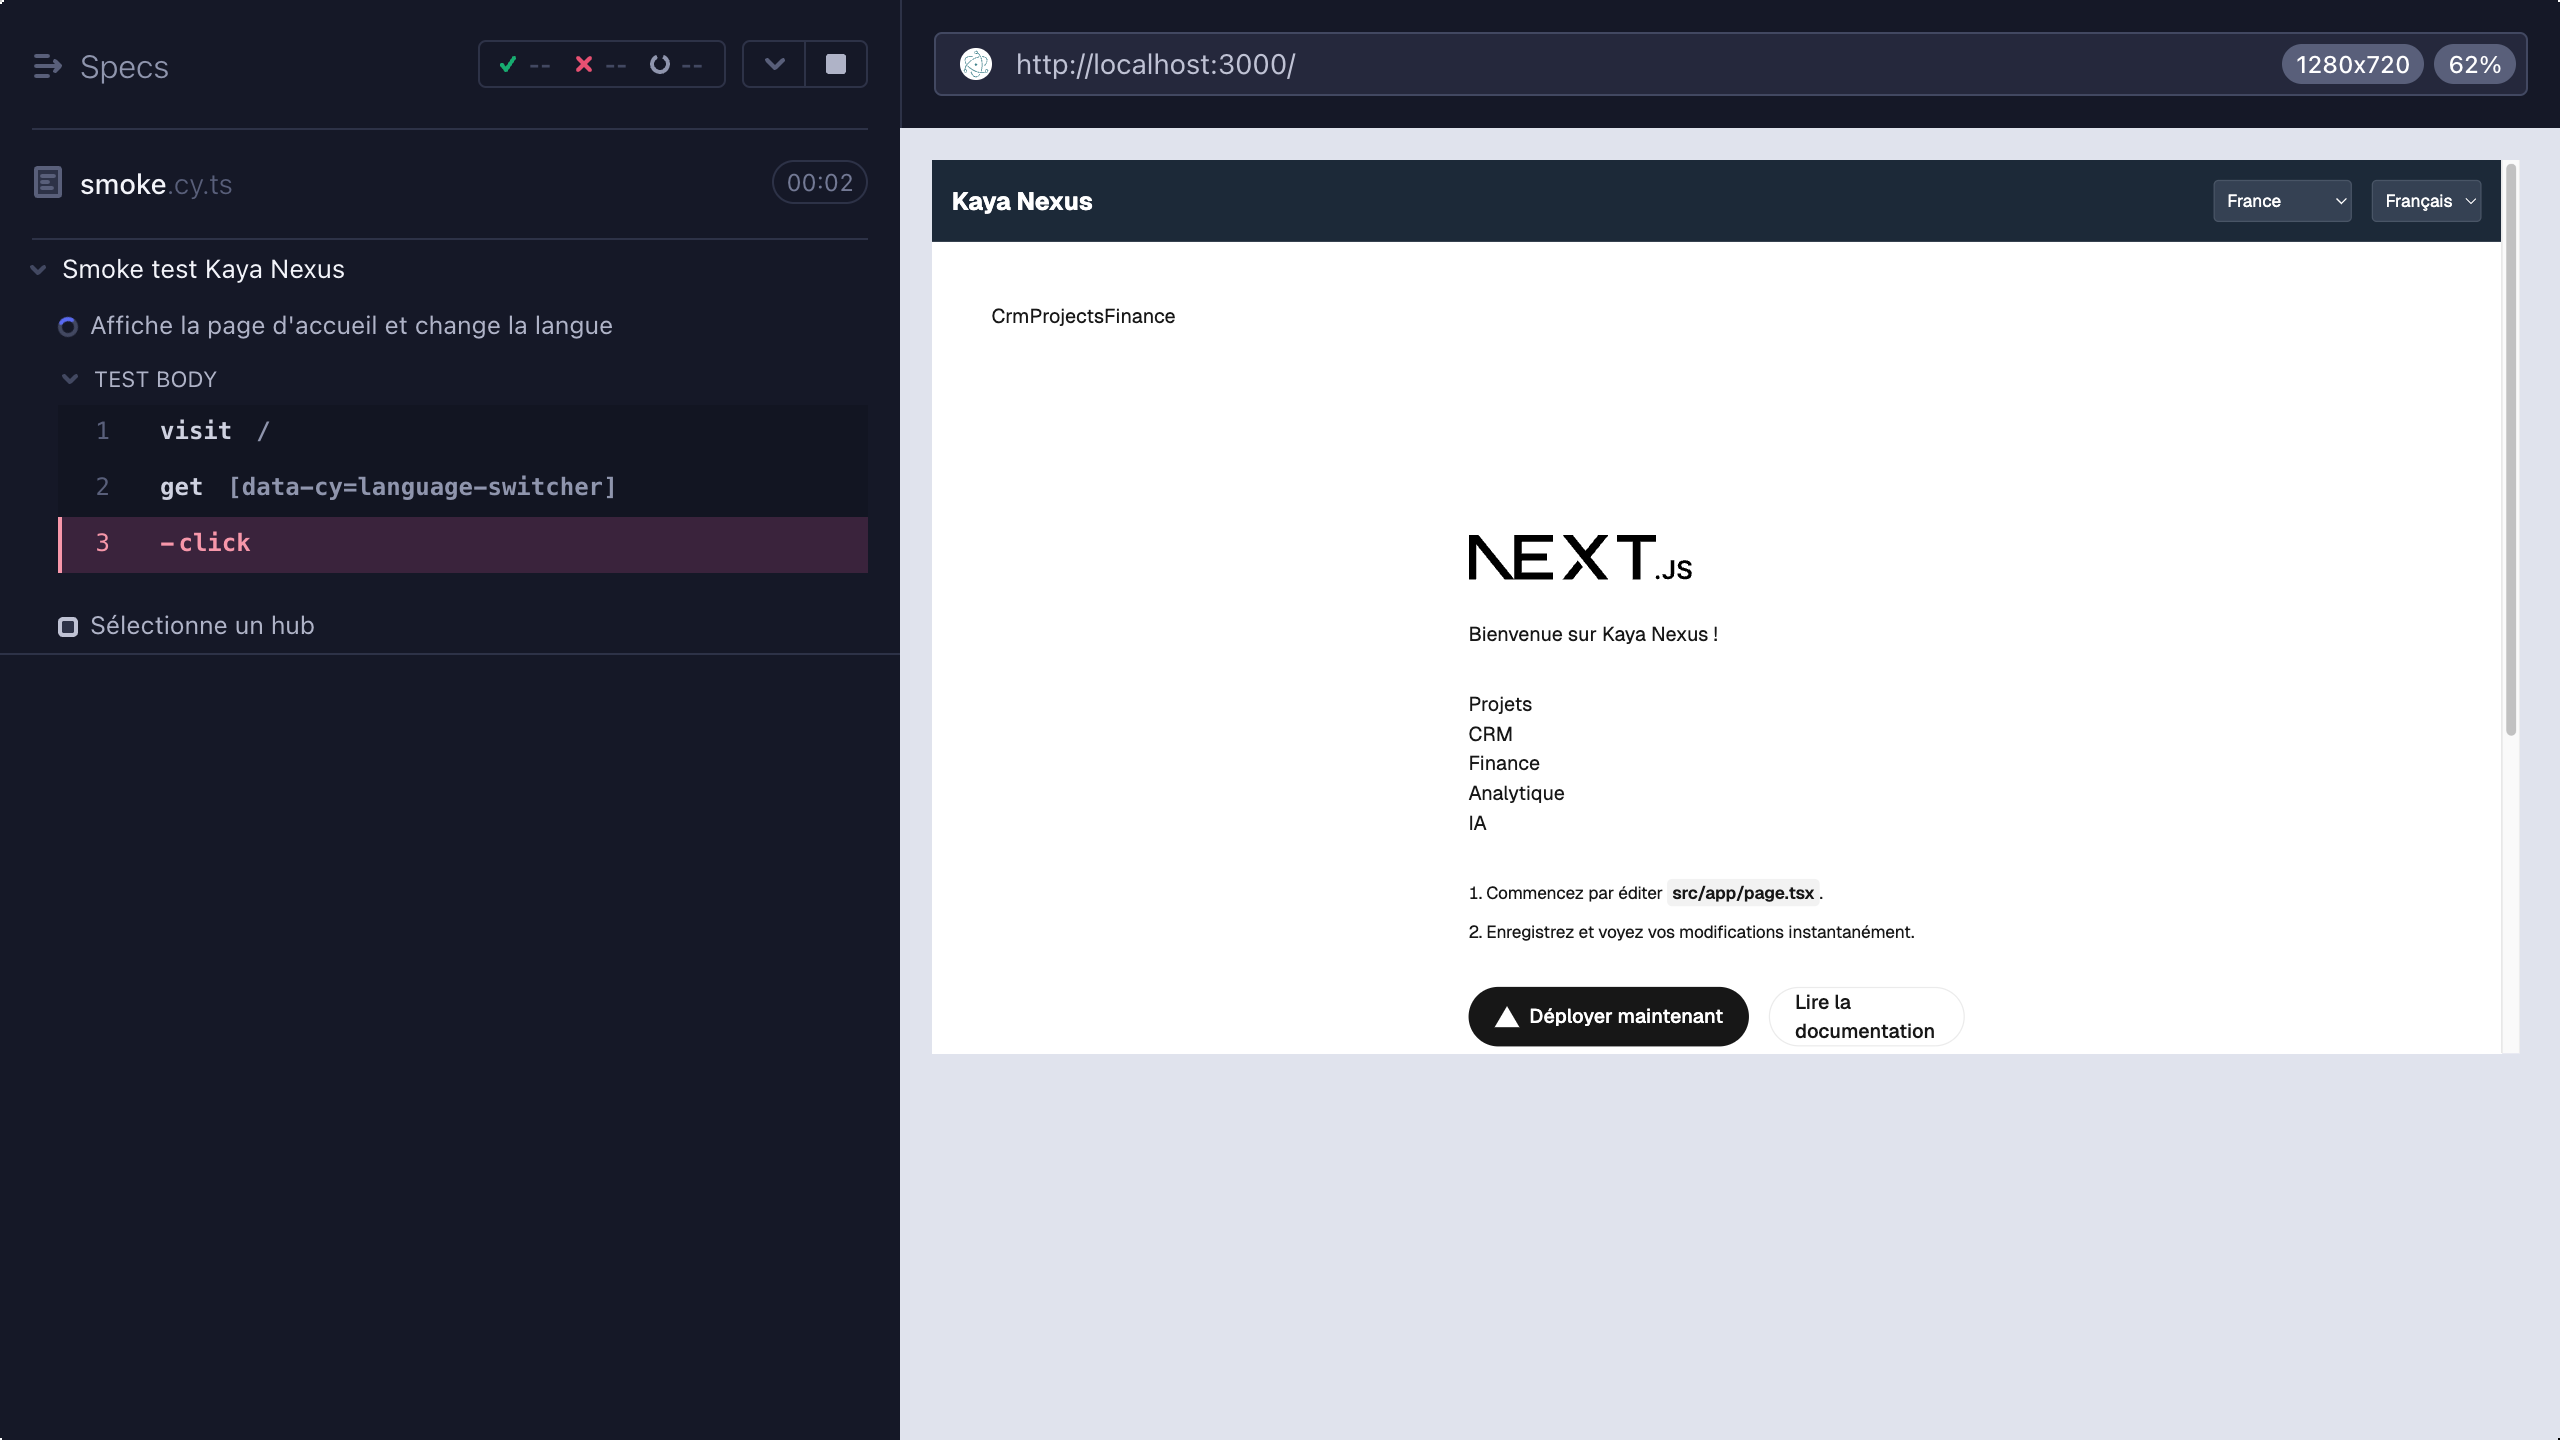 Specs
-- -- --
smoke.cy.ts
00:02
Smoke test Kaya Nexus
Affiche la page d'accueil et change la langue
TEST BODY
1 visit /
2 get [data-cy=language-switcher]
3 -click
Sélectionne un hub
http://localhost:3000/
1280x720
62%
Kaya Nexus
France
Français
CrmProjectsFinance
NEXT.JS
Bienvenue sur Kaya Nexus !
Projets
CRM
Finance
Analytique
IA
1. Commencez par éditer src/app/page.tsx .
2. Enregistrez et voyez vos modifications instantanément.
Déployer maintenant
Lire la
documentation